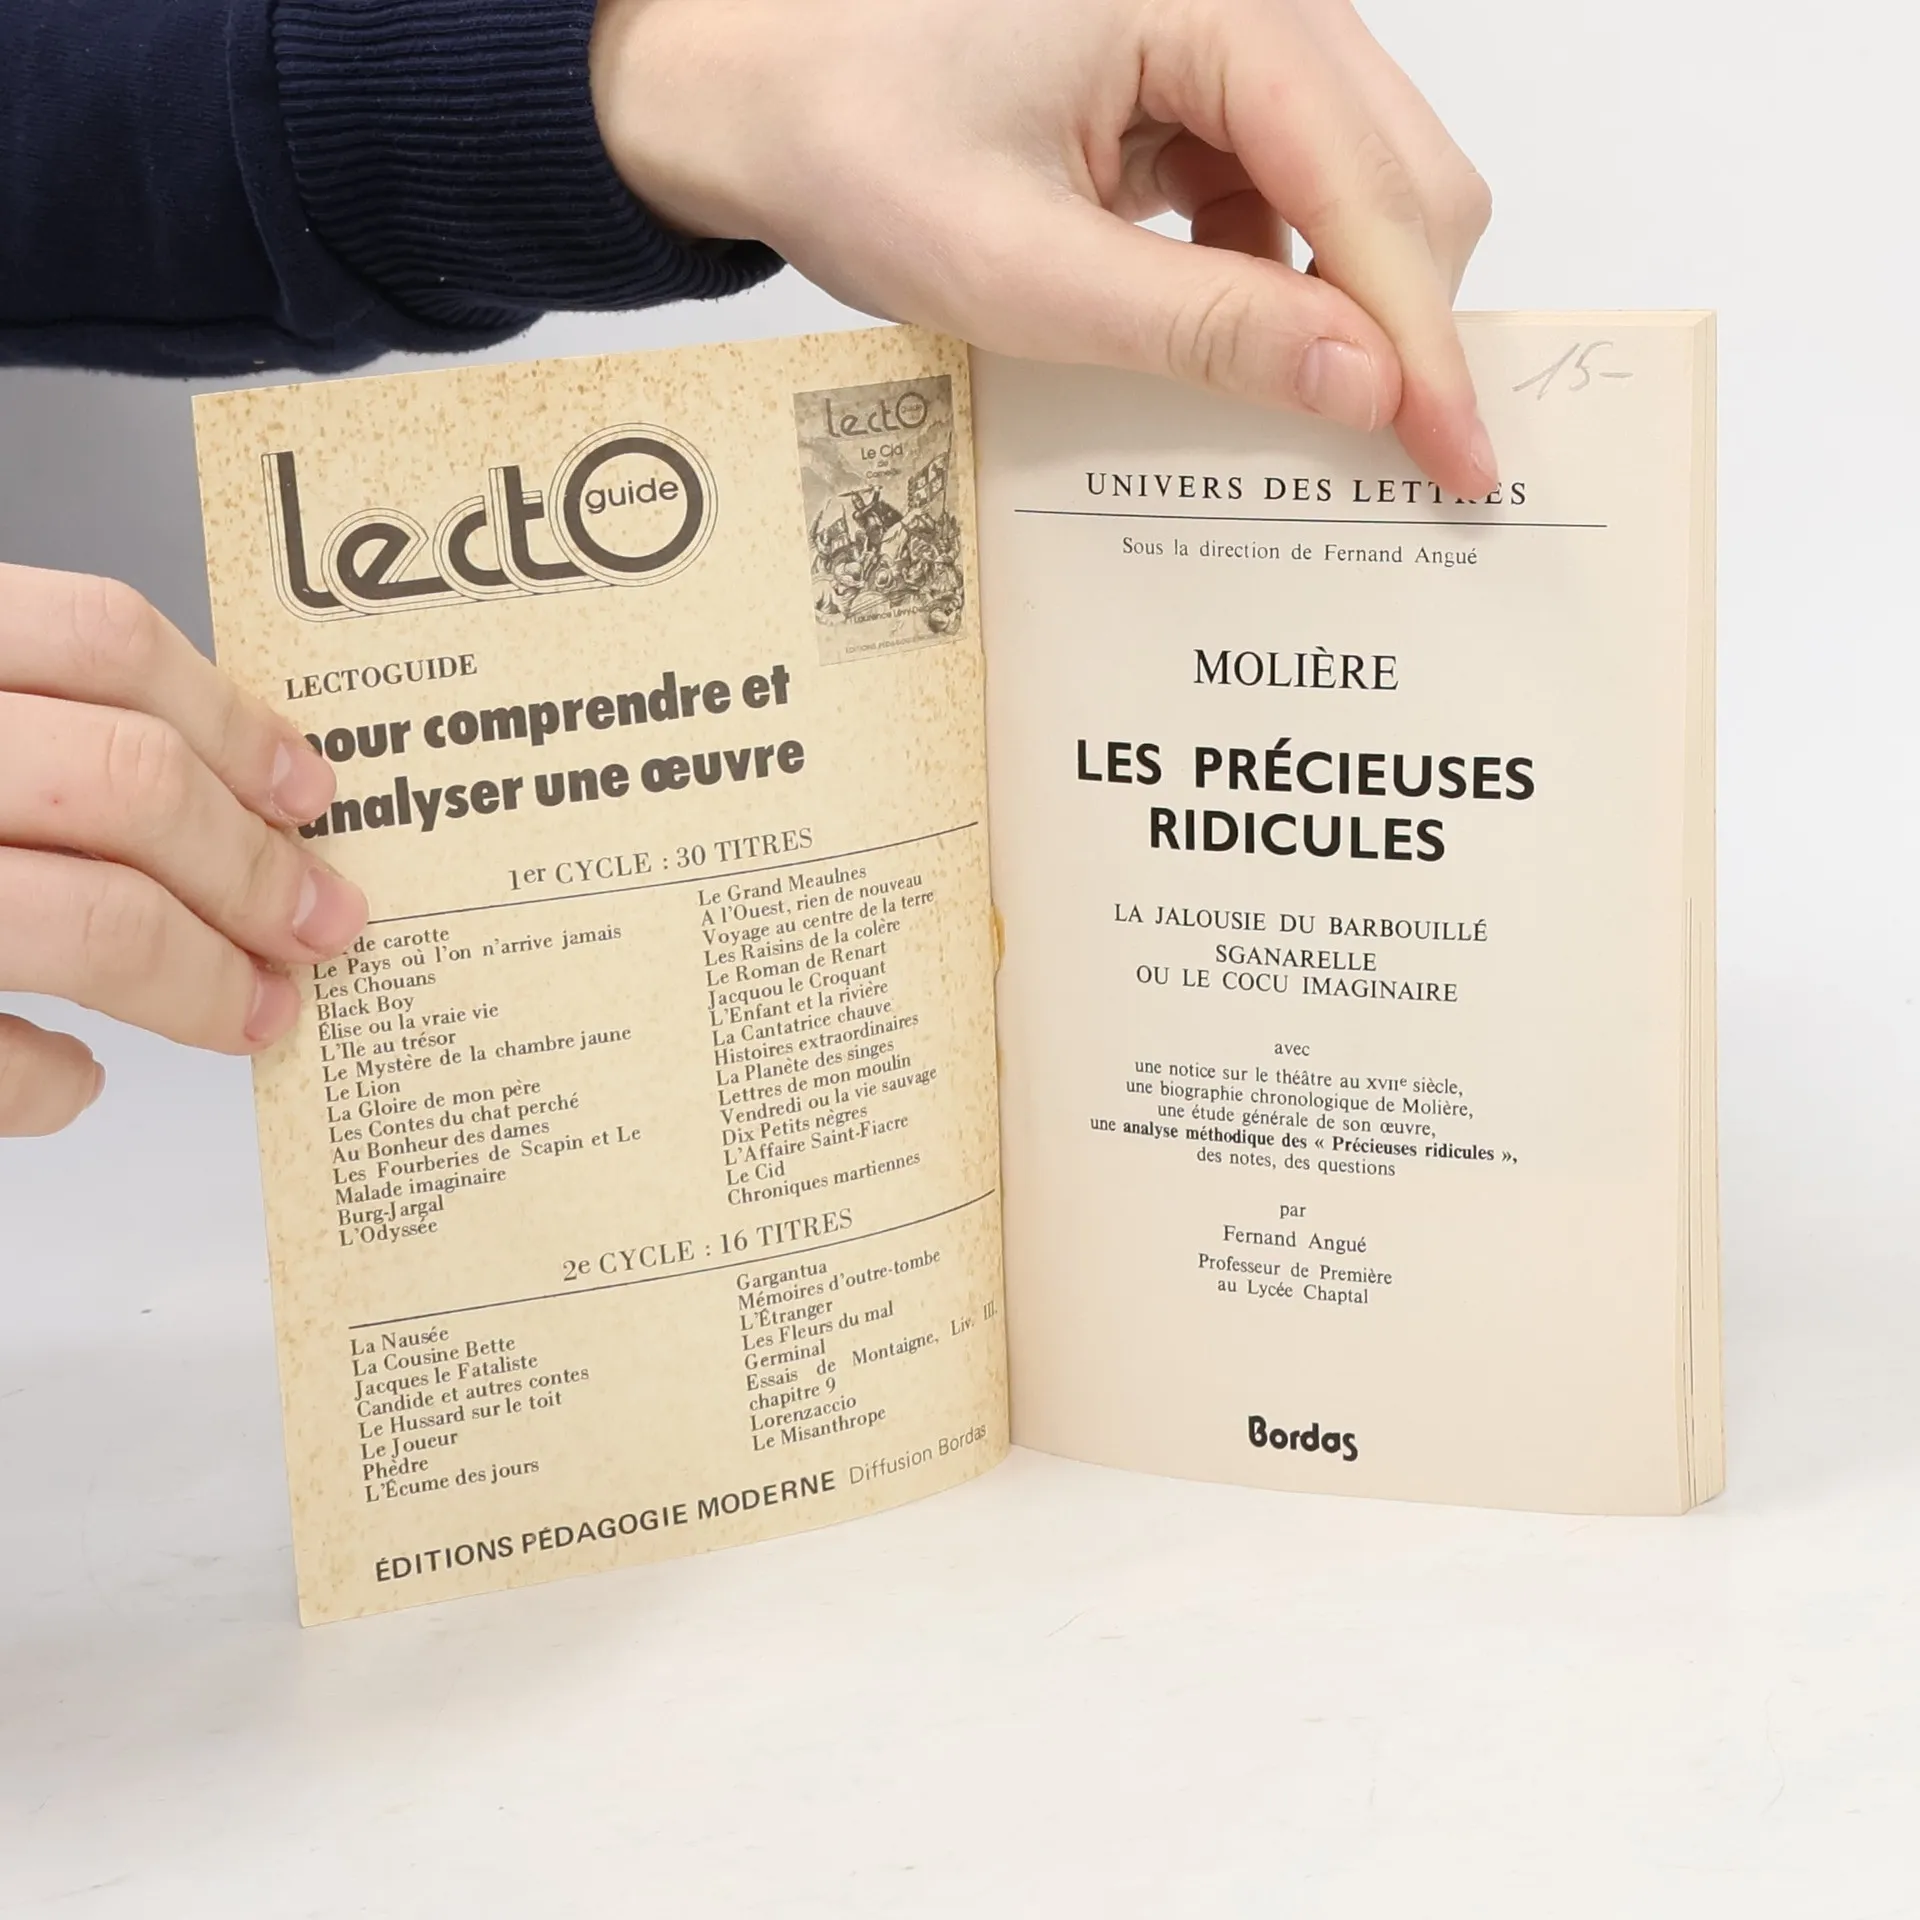 lectO
guide
lectO
guide
Le Cid
de
Corneille
LECTOGUIDE
pour comprendre et
analyser une œuvre
1er CYCLE : 30 TITRES
de carotte
Le Pays où l'on n'arrive jamais
Les Chouans
Black Boy
Élise ou la vraie vie
L'Ile au trésor
Le Mystère de la chambre jaune
Le Lion
La Gloire de mon père
Les Contes du chat perché
Au Bonheur des dames
Les Fourberies de Scapin et Le
Malade imaginaire
Burg-Jargal
L'Odyssée
Le Grand Meaulnes
A l'Ouest, rien de nouveau
Voyage au centre de la terre
Les Raisins de la colère
Le Roman de Renart
Jacquou le Croquant
L'Enfant et la rivière
La Cantatrice chauve
Histoires extraordinaires
La Planète des singes
Lettres de mon moulin
Vendredi ou la vie sauvage
Dix Petits nègres
L'Affaire Saint-Fiacre
Le Cid
Chroniques martiennes
2e CYCLE : 16 TITRES
La Nausée
La Cousine Bette
Jacques le Fataliste
Candide et autres contes
Le Hussard sur le toit
Le Joueur
Phèdre
L'Écume des jours
Gargantua
Mémoires d'outre-tombe
L'Étranger
Les Fleurs du mal
Germinal
Essais de Montaigne, Liv. III.
chapitre 9
Lorenzaccio
Le Misanthrope
ÉDITIONS PÉDAGOGIE MODERNE Diffusion Bordas
15-
UNIVERS DES LETTRES
Sous la direction de Fernand Angué
MOLIÈRE
LES PRÉCIEUSES
RIDICULES
LA JALOUSIE DU BARBOUILLÉ
SGANARELLE
OU LE COCU IMAGINAIRE
avec
une notice sur le théâtre au XVIIe siècle,
une biographie chronologique de Molière,
une étude générale de son œuvre,
une analyse méthodique des « Précieuses ridicules »,
des notes, des questions
par
Fernand Angué
Professeur de Première
au Lycée Chaptal
Bordas